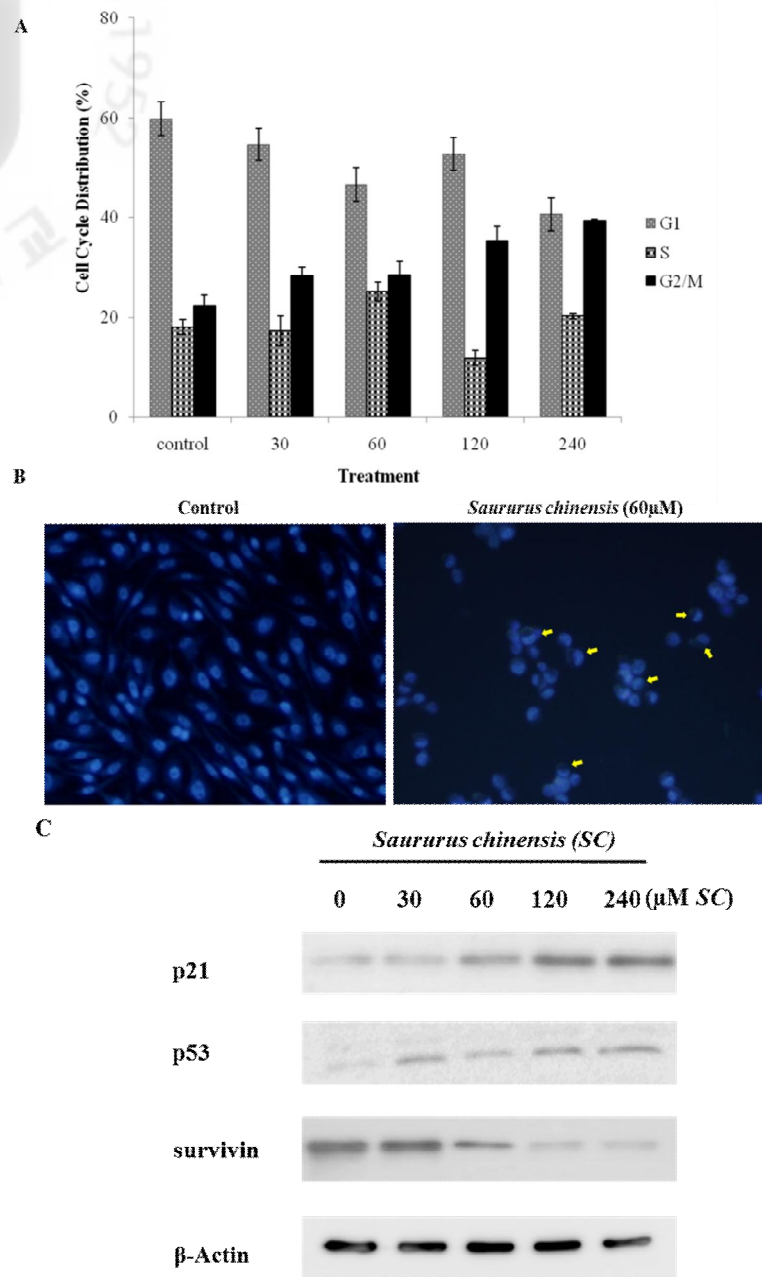 A
80
60
40
20
0
Cell Cycle Distribution (%)
control 30 60 120 240
Treatment
G1
S
G2/M
1952
B
Control
Saururus chinensis (60μM)
C
Saururus chinensis (SC)
0 30 60 120 240 (μM SC)
p21
p53
survivin
β-Actin